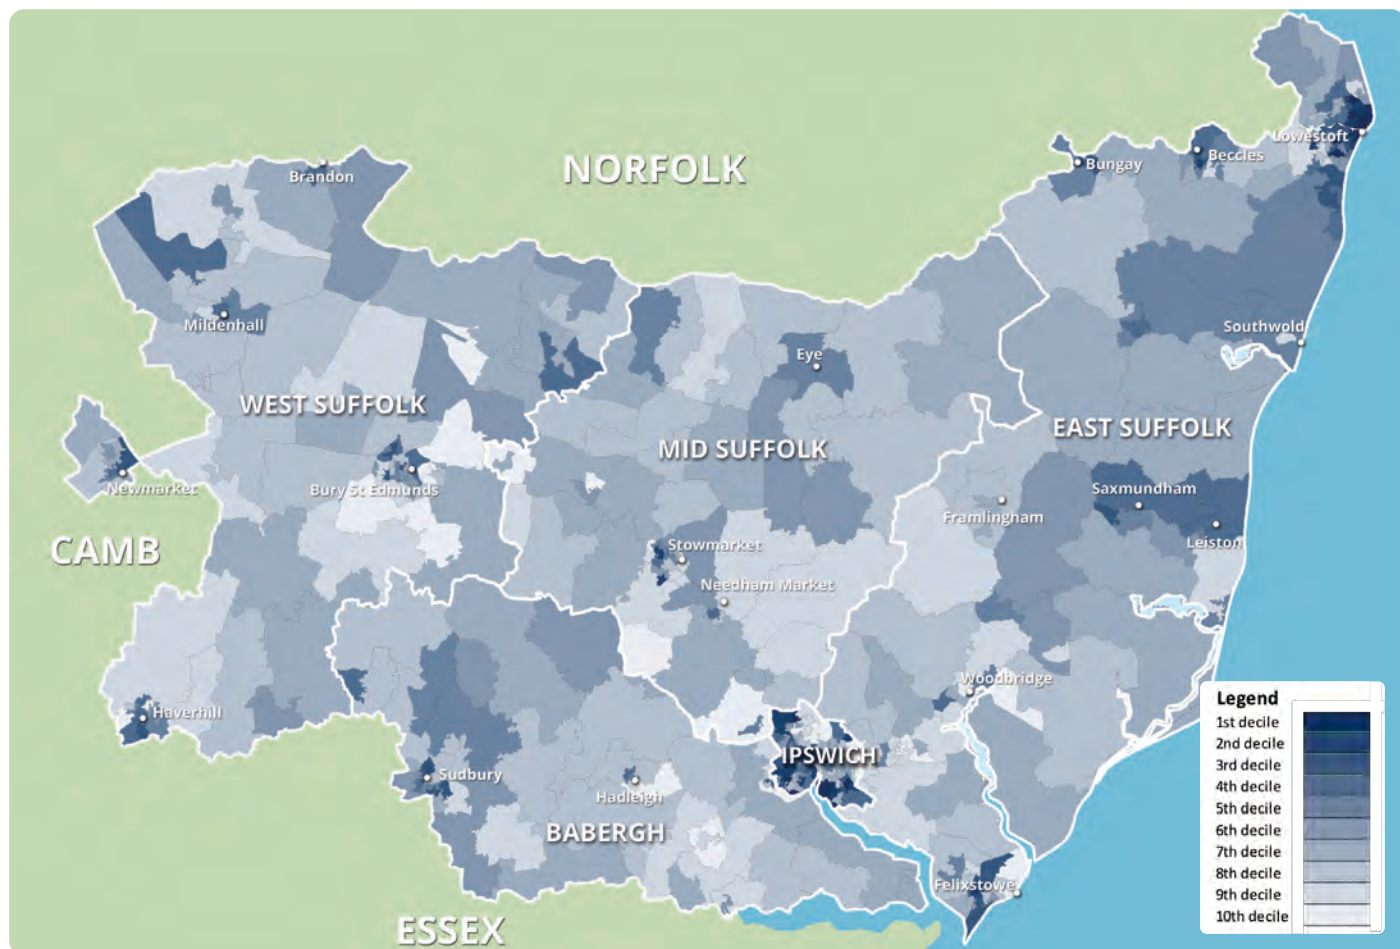 NORFOLK
Lowestoft
Beccles
Bungay
Brandon
Mildenhall
Southwold
Eye
WEST SUFFOLK
EAST SUFFOLK
MID SUFFOLK
Newmarket
Bury St Edmunds
Saxmundham
Framlingham
Leiston
CAMB
Stowmarket
Needham Market
Woodbridge
Haverhill
IPSWICH
Sudbury
Hadleigh
BABERGH
Felixstowe
ESSEX
Legend
1st decile
2nd decile
3rd decile
4th decile
5th decile
6th decile
7th decile
8th decile
9th decile
10th decile